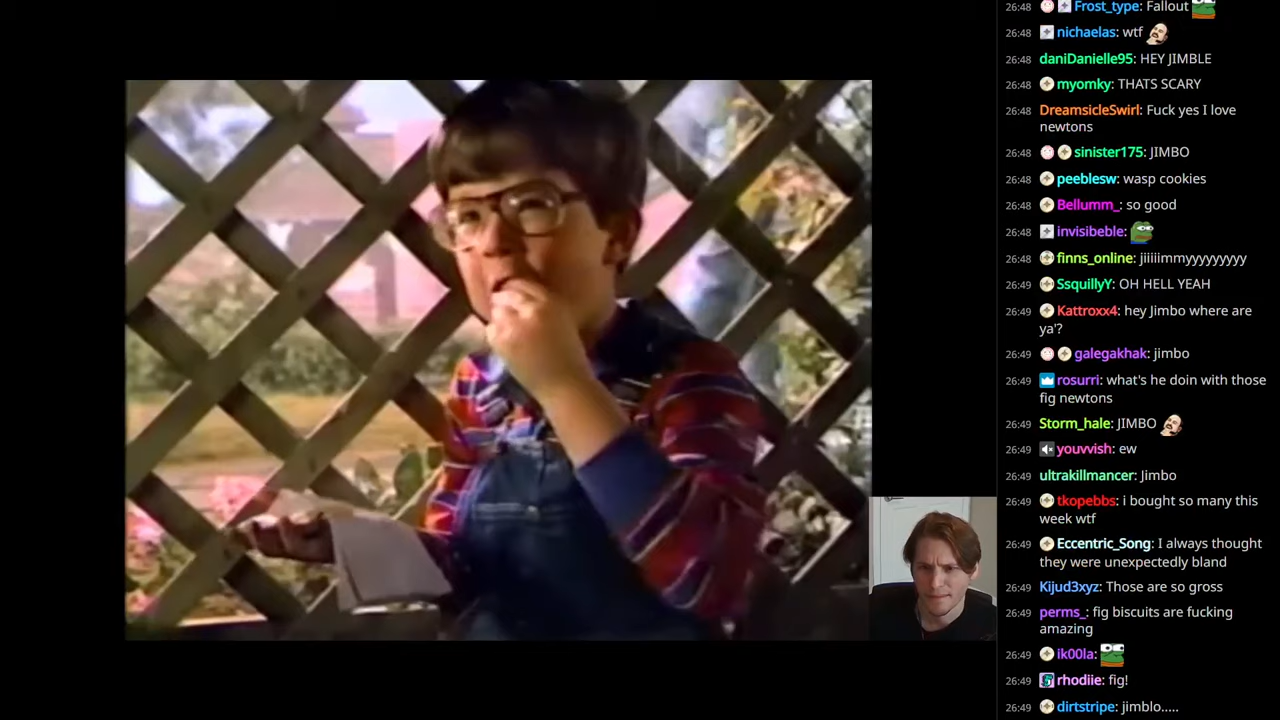 26:48 Frost_type: Fallout
26:48 nichaelas: wtf
26:48 daniDanielle95: HEY JIMBLE
26:48 myomky: THATS SCARY
26:48 DreamsicleSwirl: Fuck yes I love
newtons
26:48 sinister175: JIMBO
26:48 peeblesw: wasp cookies
26:48 Bellumm_: so good
26:48 invisibeble:
26:48 finns_online: jiiiiimmyyyyyyyyy
26:49 SsquillyY: OH HELL YEAH
26:49 Kattroxx4: hey Jimbo where are
ya'?
26:49 galegakhak: jimbo
26:49 rosurri: what's he doin with those
fig newtons
26:49 Storm_hale: JIMBO
26:49 youvvish: ew
26:49 ultrakillmancer: Jimbo
26:49 tkopebbs: i bought so many this
week wtf
26:49 Eccentric_Song: I always thought
they were unexpectedly bland
26:49 Kijud3xyz: Those are so gross
26:49 perms_: fig biscuits are fucking
amazing
26:49 ik00la:
26:49 rhodiie: fig!
26:49 dirtstripe: jimblo.....